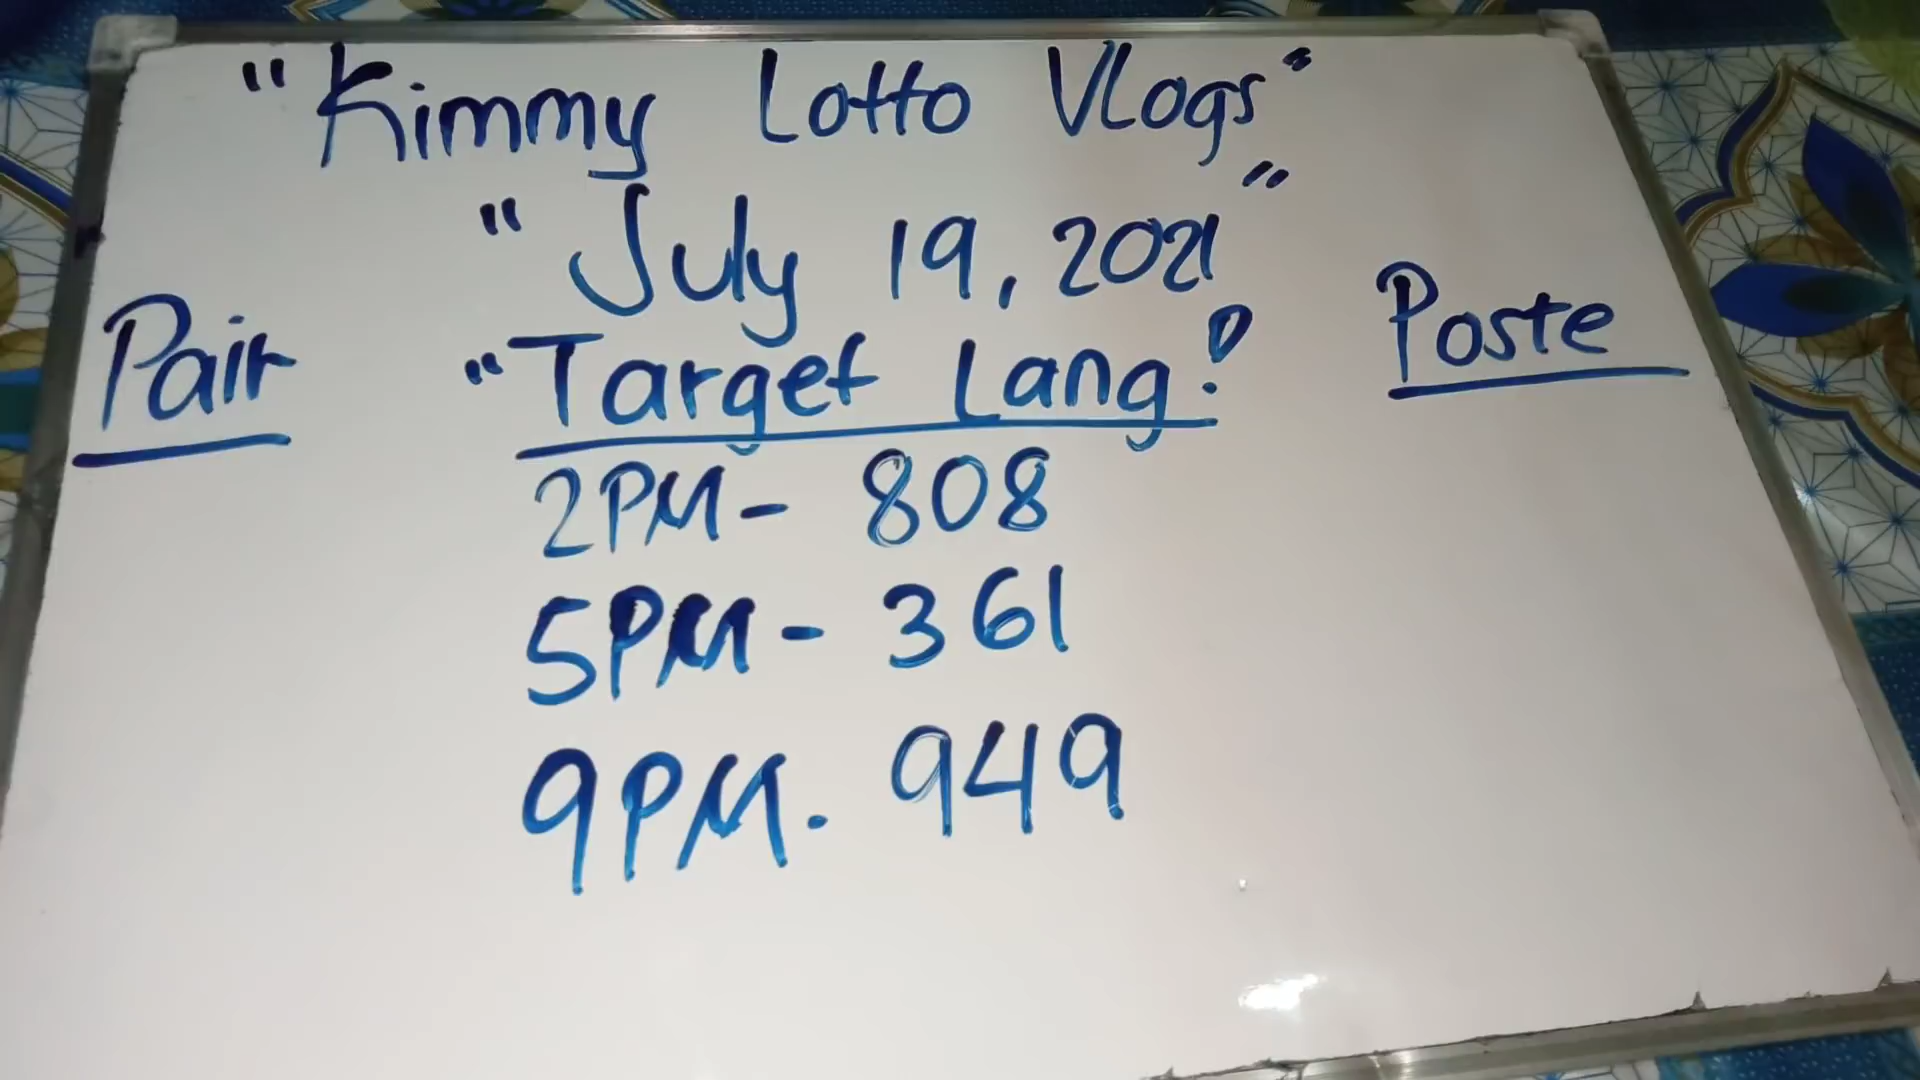 "Kimmy Lotto Vlogs"
"July 19, 2021"
Pair
"Target Lang!
Poste
2PM - 808
5PM - 361
9PM. 949